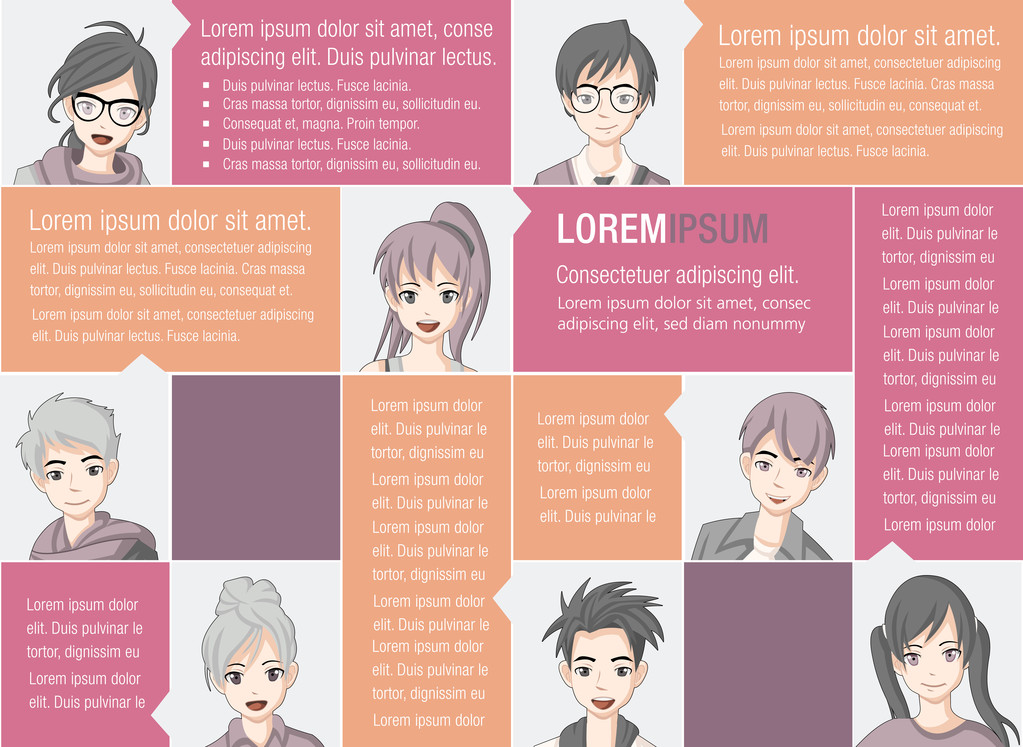 Lorem ipsum dolor sit amet, conse
adipiscing elit. Duis pulvinar lectus.
Duis pulvinar lectus. Fusce lacinia.
Cras massa tortor, dignissim eu, sollicitudin eu.
Consequat et, magna. Proin tempor.
Duis pulvinar lectus. Fusce lacinia.
Cras massa tortor, dignissim eu, sollicitudin eu.
Lorem ipsum dolor sit amet.
Lorem ipsum dolor sit amet, consectetuer adipiscing
elit. Duis pulvinar lectus. Fusce lacinia. Cras massa
tortor, dignissim eu, sollicitudin eu, consequat et.
Lorem ipsum dolor sit amet, consectetuer adipiscing
elit. Duis pulvinar lectus. Fusce lacinia.
Lorem ipsum dolor sit amet.
Lorem ipsum dolor sit amet, consectetuer adipiscing
elit. Duis pulvinar lectus. Fusce lacinia. Cras massa
tortor, dignissim eu, sollicitudin eu, consequat et.
Lorem ipsum dolor sit amet, consectetuer adipiscing
elit. Duis pulvinar lectus. Fusce lacinia.
LOREMIPSUM
Consectetuer adipiscing elit.
Lorem ipsum dolor sit amet, consec
adipiscing elit, sed diam nonummy
Lorem ipsum dolor
elit. Duis pulvinar le
tortor, dignissim eu
Lorem ipsum dolor
elit. Duis pulvinar le
Lorem ipsum dolor
elit. Duis pulvinar le
tortor, dignissim eu
Lorem ipsum dolor
elit. Duis pulvinar le
Lorem ipsum dolor
elit. Duis pulvinar le
tortor, dignissim eu
Lorem ipsum dolor
Lorem ipsum dolor
elit. Duis pulvinar le
tortor, dignissim eu
Lorem ipsum dolor
elit. Duis pulvinar le
Lorem ipsum dolor
elit. Duis pulvinar le
tortor, dignissim eu
Lorem ipsum dolor
elit. Duis pulvinar le
Lorem ipsum dolor
elit. Duis pulvinar le
tortor, dignissim eu
Lorem ipsum dolor
Lorem ipsum dolor
elit. Duis pulvinar le
tortor, dignissim eu
Lorem ipsum dolor
elit. Duis pulvinar le
Lorem ipsum dolor
elit. Duis pulvinar le
tortor, dignissim eu
Lorem ipsum dolor
elit. Duis pulvinar le